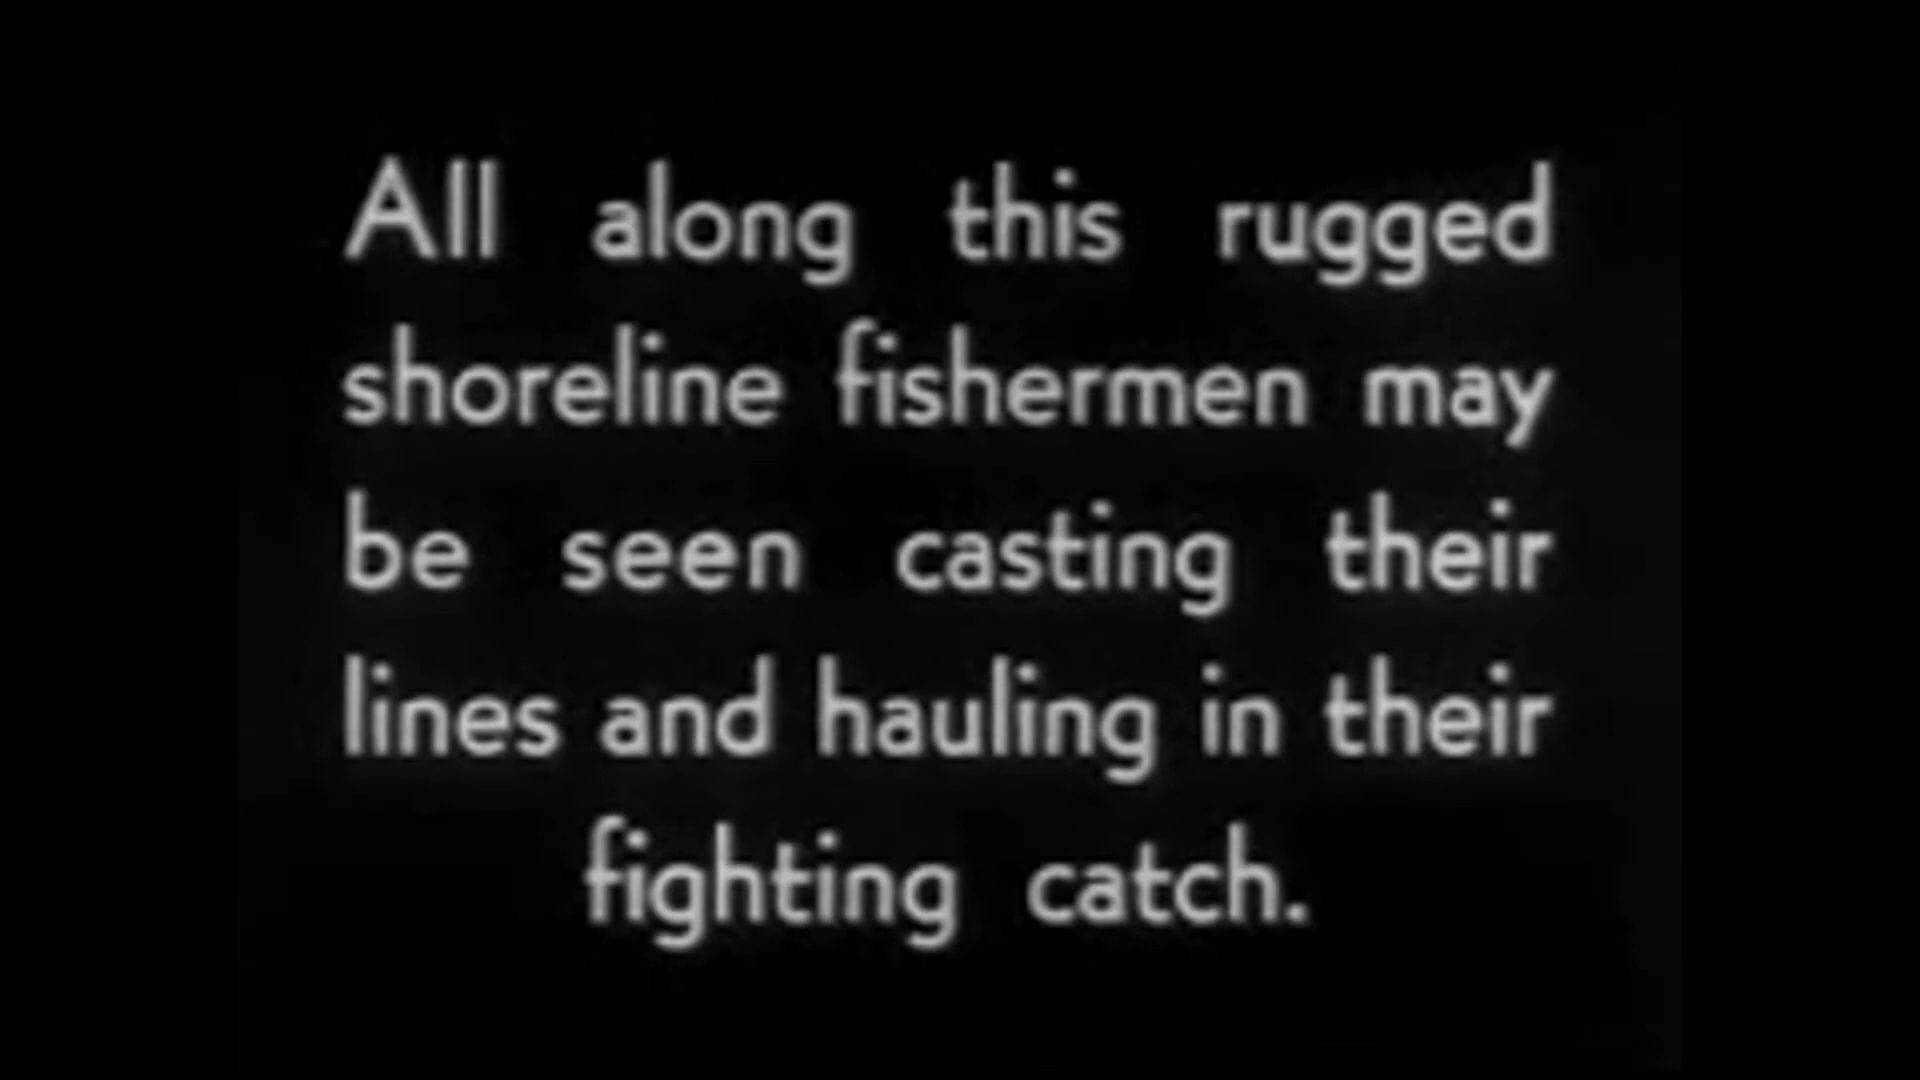 All along this rugged
shoreline fishermen may
be seen casting their
lines and hauling in their
fighting catch.